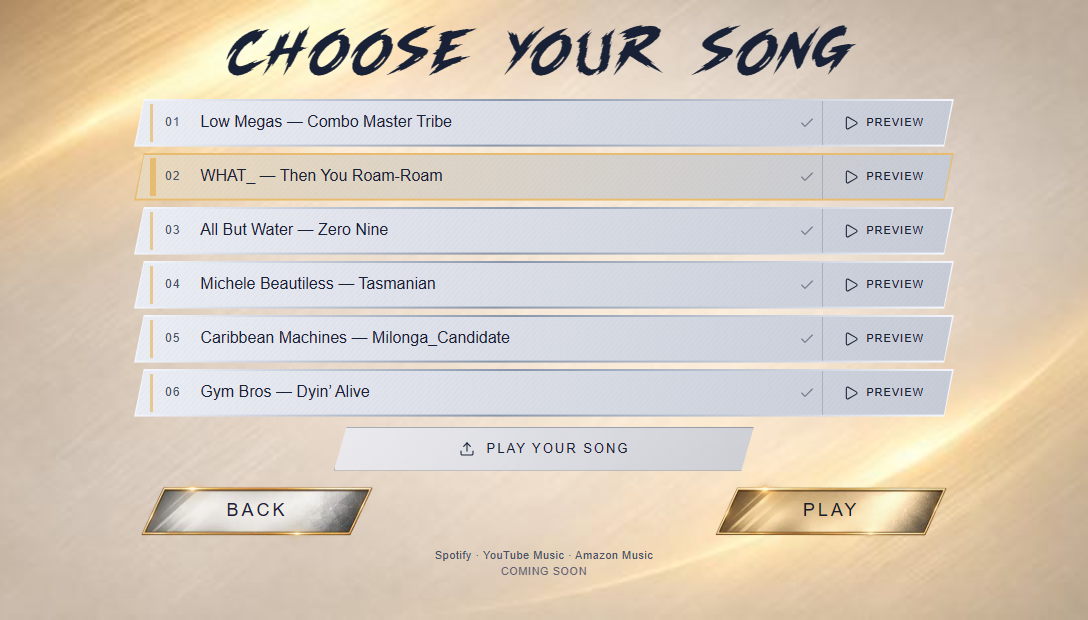 CHOOSE YOUR SONG
01 Low Megas — Combo Master Tribe PREVIEW
02 WHAT_ — Then You Roam-Roam PREVIEW
03 All But Water — Zero Nine PREVIEW
04 Michele Beautiless — Tasmanian PREVIEW
05 Caribbean Machines — Milonga_Candidate PREVIEW
06 Gym Bros — Dyin’ Alive PREVIEW
PLAY YOUR SONG
BACK PLAY
Spotify · YouTube Music · Amazon Music
COMING SOON